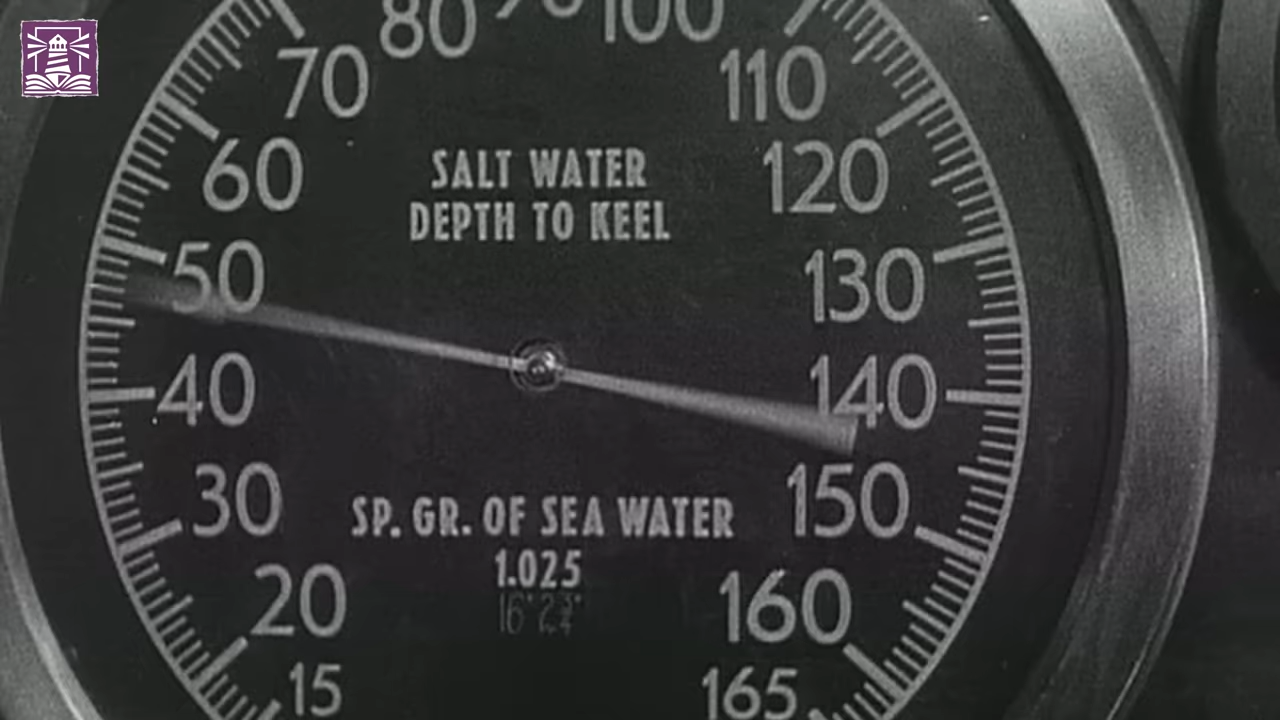 80 90 100
70 110
60 120
SALT WATER
DEPTH TO KEEL
50 130
40 140
30 150
SP. GR. OF SEA WATER
1.025
20 160
15 165